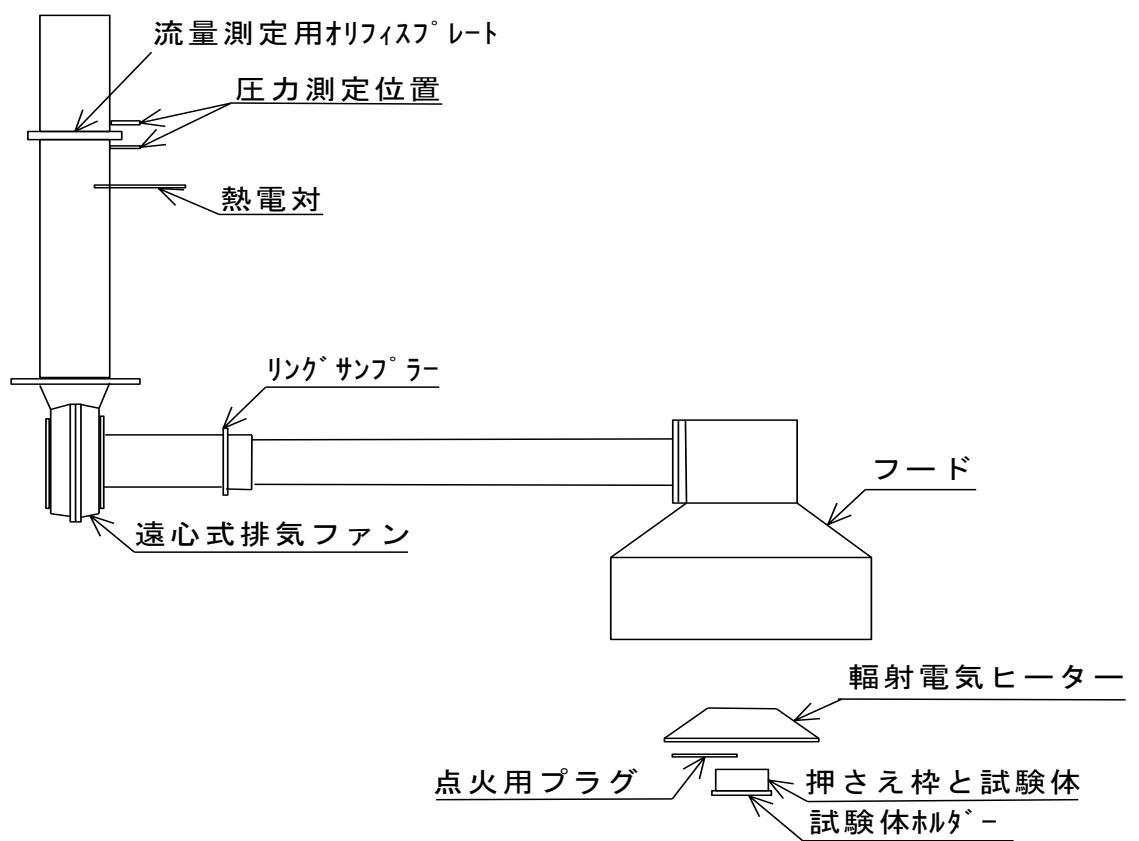 流量測定用ｵﾘﾌｨｽﾌﾟﾚｰﾄ
圧力測定位置
熱電対
ﾘﾝｸﾞｻﾝﾌﾟﾗｰ
フード
遠心式排気ファン
輻射電気ヒーター
点火用プラグ
押さえ枠と試験体
試験体ﾎﾙﾀﾞｰ